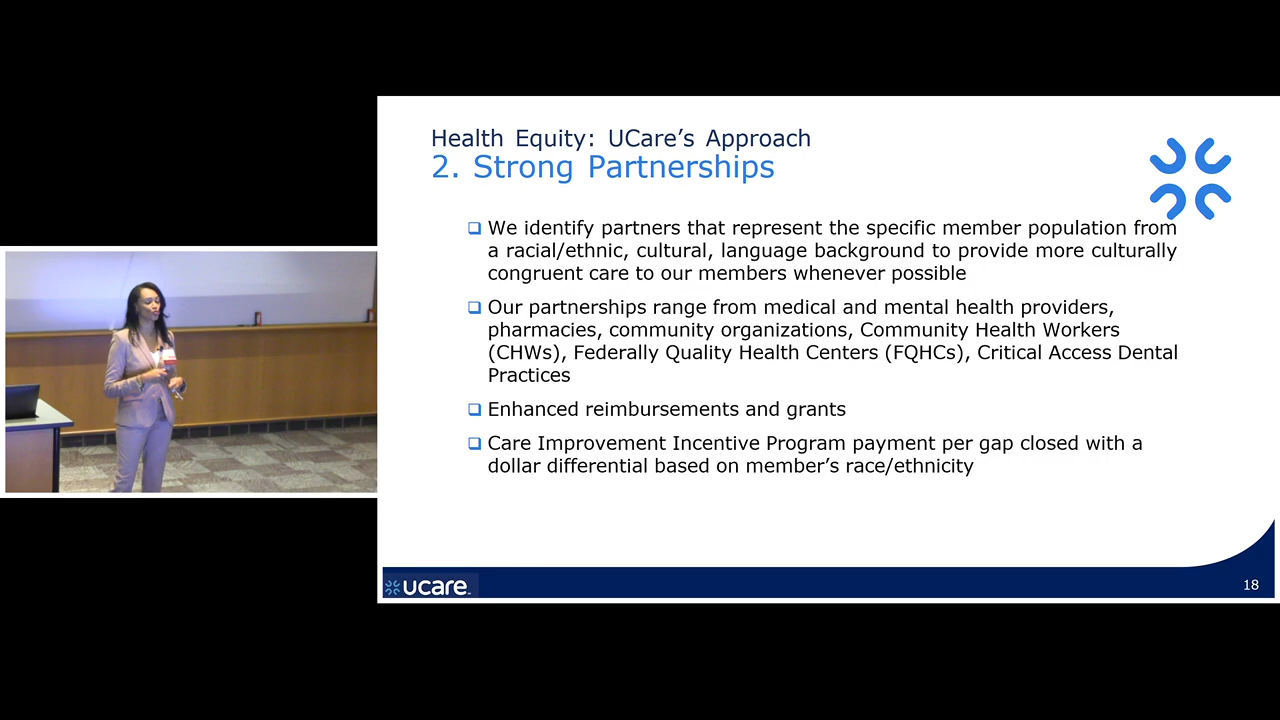 Health Equity: UCare's Approach
2. Strong Partnerships
We identify partners that represent the specific member population from
a racial/ethnic, cultural, language background to provide more culturally
congruent care to our members whenever possible
Our partnerships range from medical and mental health providers,
pharmacies, community organizations, Community Health Workers
(CHWs), Federally Quality Health Centers (FQHCs), Critical Access Dental
Practices
Enhanced reimbursements and grants
Care Improvement Incentive Program payment per gap closed with a
dollar differential based on member's race/ethnicity
ucare
18